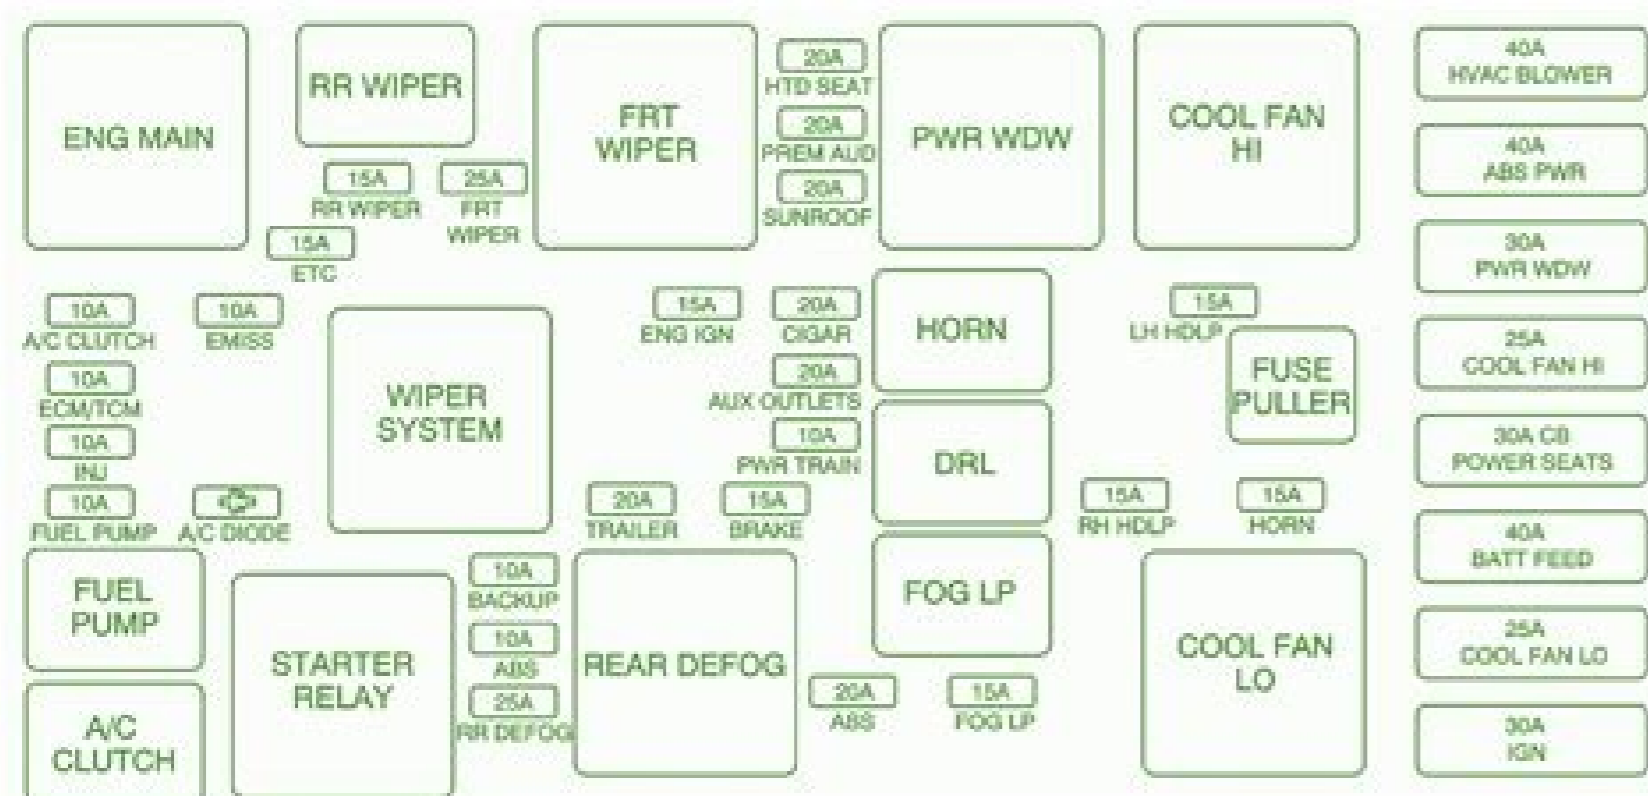 ENG MAIN
RR WIPER
FRT
WIPER
20A
HTD SEAT
20A
PREM AUD
20A
SUNROOF
PWR WDW
COOL FAN
HI
40A
HVAC BLOWER
40A
ABS PWR
15A
RR WIPER
25A
FRT
WIPER
15A
ETC
30A
PWR WDW
10A
A/C CLUTCH
10A
EMISS
10A
ECM/TCM
10A
INJ
10A
FUEL PUMP
A/C DIODE
WIPER
SYSTEM
15A
ENG IGN
20A
CIGAR
20A
AUX OUTLETS
10A
PWR TRAIN
20A
TRAILER
15A
BRAKE
HORN
DRL
FOG LP
15A
LH HDLP
FUSE
PULLER
15A
RH HDLP
15A
HORN
25A
COOL FAN HI
30A CB
POWER SEATS
40A
BATT FEED
FUEL
PUMP
A/C
CLUTCH
STARTER
RELAY
10A
BACKUP
10A
ABS
25A
RR DEFOG
REAR DEFOG
20A
ABS
15A
FOG LP
COOL FAN
LO
25A
COOL FAN LO
30A
IGN